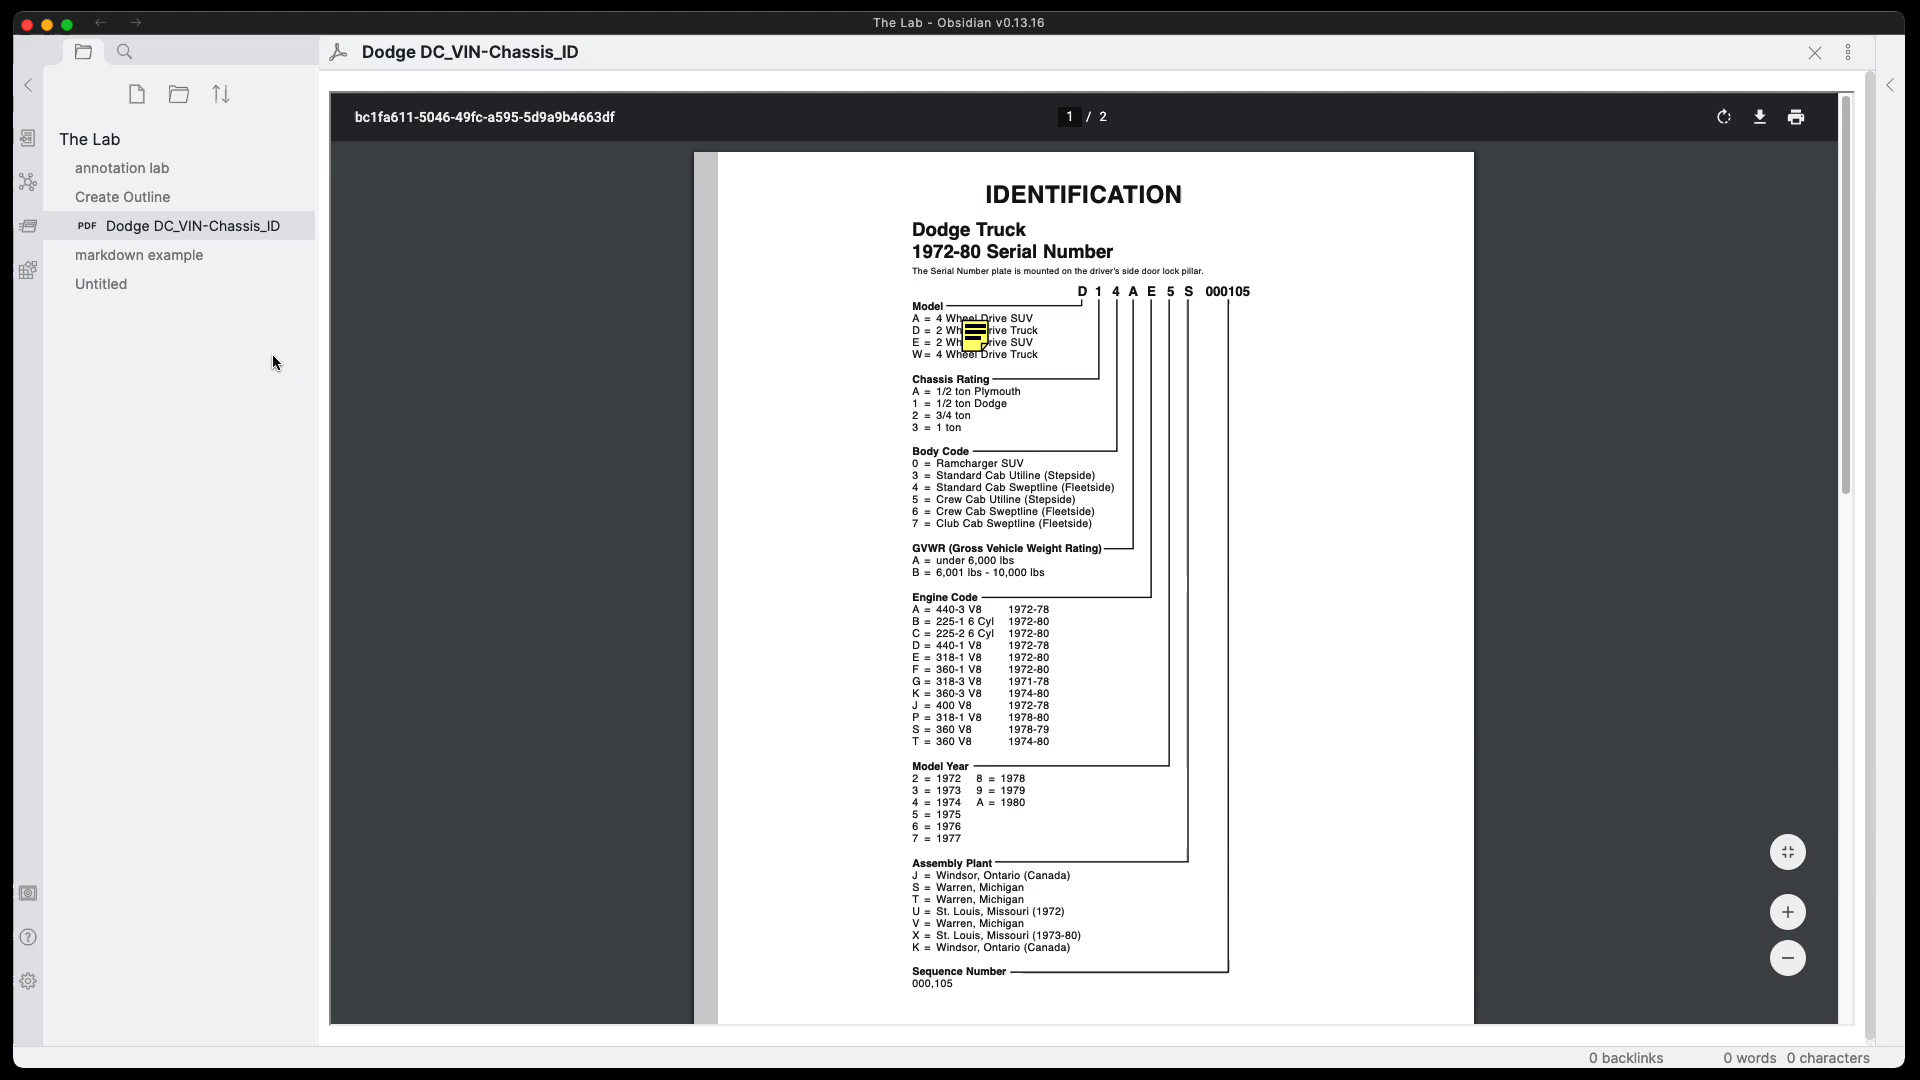 The Lab - Obsidian v0.13.16
Dodge DC_VIN-Chassis_ID
The Lab
annotation lab
Create Outline
PDF Dodge DC_VIN-Chassis_ID
markdown example
Untitled
bc1fa611-5046-49fc-a595-5d9a9b4663df
1 / 2
IDENTIFICATION
Dodge Truck
1972-80 Serial Number
The Serial Number plate is mounted on the driver's side door lock pillar.
D 1 4 A E 5 S 000105
Model
A = 4 Wheel Drive SUV
D = 2 Wh rive Truck
E = 2 Wh rive SUV
W = 4 Wheel Drive Truck
Chassis Rating
A = 1/2 ton Plymouth
1 = 1/2 ton Dodge
2 = 3/4 ton
3 = 1 ton
Body Code
0 = Ramcharger SUV
3 = Standard Cab Utiline (Stepside)
4 = Standard Cab Sweptline (Fleetside)
5 = Crew Cab Utiline (Stepside)
6 = Crew Cab Sweptline (Fleetside)
7 = Club Cab Sweptline (Fleetside)
GVWR (Gross Vehicle Weight Rating)
A = under 6,000 lbs
B = 6,001 lbs - 10,000 lbs
Engine Code
A = 440-3 V8 1972-78
B = 225-1 6 Cyl 1972-80
C = 225-2 6 Cyl 1972-80
D = 440-1 V8 1972-78
E = 318-1 V8 1972-80
F = 360-1 V8 1972-80
G = 318-3 V8 1971-78
K = 360-3 V8 1974-80
J = 400 V8 1972-78
P = 318-1 V8 1978-80
S = 360 V8 1978-79
T = 360 V8 1974-80
Model Year
2 = 1972 8 = 1978
3 = 1973 9 = 1979
4 = 1974 A = 1980
5 = 1975
6 = 1976
7 = 1977
Assembly Plant
J = Windsor, Ontario (Canada)
S = Warren, Michigan
T = Warren, Michigan
U = St. Louis, Missouri (1972)
V = Warren, Michigan
X = St. Louis, Missouri (1973-80)
K = Windsor, Ontario (Canada)
Sequence Number
000,105
0 backlinks 0 words 0 characters